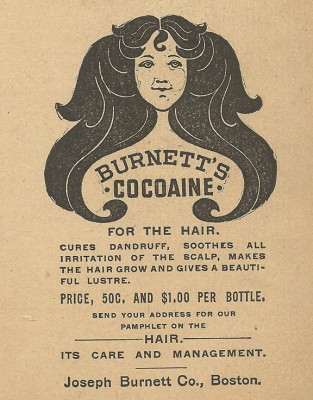 BURNETT'S
COCOAINE
FOR THE HAIR.
CURES DANDRUFF, SOOTHES ALL
IRRITATION OF THE SCALP, MAKES
THE HAIR GROW AND GIVES A BEAUTI-
FUL LUSTRE.
PRICE, 50C. AND $1.00 PER BOTTLE.
SEND YOUR ADDRESS FOR OUR
PAMPHLET ON THE
HAIR.
ITS CARE AND MANAGEMENT.
Joseph Burnett Co., Boston.